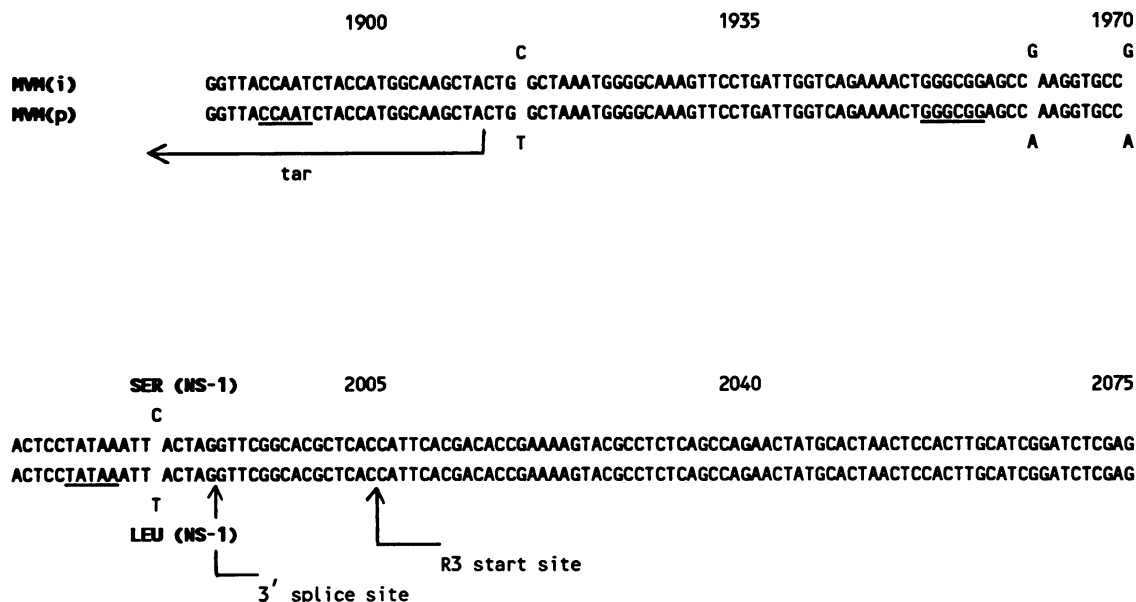 1900 1935 1970
C G G
MVM(i) GGTTACCAATCTACCATGGCAAGCTACTG GCTAAATGGGGCAAAGTTCCTGATTGGTCAGAAAACTGGGCGGAGCC AAGGTGCC
MVM(p) GGTTACCAATCTACCATGGCAAGCTACTG GCTAAATGGGGCAAAGTTCCTGATTGGTCAGAAAACTGGGCGGAGCC AAGGTGCC
T A A
tar
SER (NS-1) 2005 2040 2075
C
ACTCCTATAAATT ACTAGGTTCGGCACGCTCACCATTCACGACACCGAAAAGTACGCCTCTCAGCCAGAACTATGCACTAACTCCACTTGCATCGGATCTCGAG
ACTCCTATAAATT ACTAGGTTCGGCACGCTCACCATTCACGACACCGAAAAGTACGCCTCTCAGCCAGAACTATGCACTAACTCCACTTGCATCGGATCTCGAG
T
LEU (NS-1)
R3 start site
3' splice site